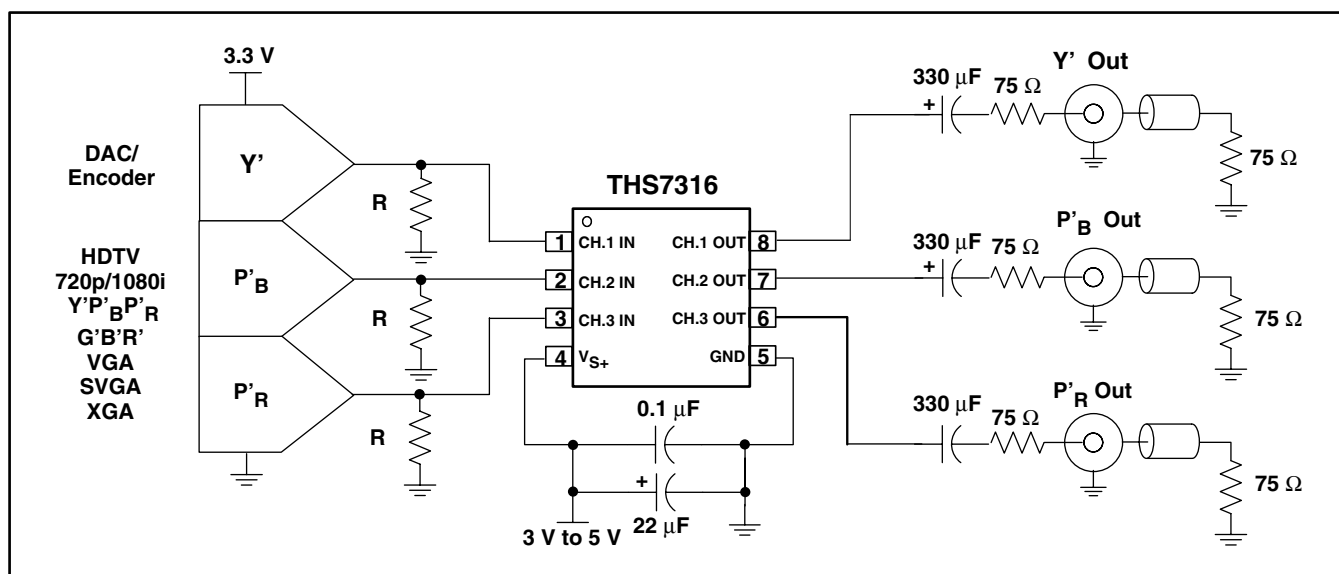 3.3 V
DAC/
Encoder
HDTV
720p/1080i
Y'P'BP'R
G'B'R'
VGA
SVGA
XGA
Y'
P'B
P'R
R
R
R
THS7316
1 CH.1 IN CH.1 OUT 8
2 CH.2 IN CH.2 OUT 7
3 CH.3 IN CH.3 OUT 6
4 VS+ GND 5
0.1 μF
+
22 μF
3 V to 5 V
Y' Out
330 μF
+
75 Ω
75 Ω
P'B Out
330 μF
+
75 Ω
75 Ω
P'R Out
330 μF
+
75 Ω
75 Ω